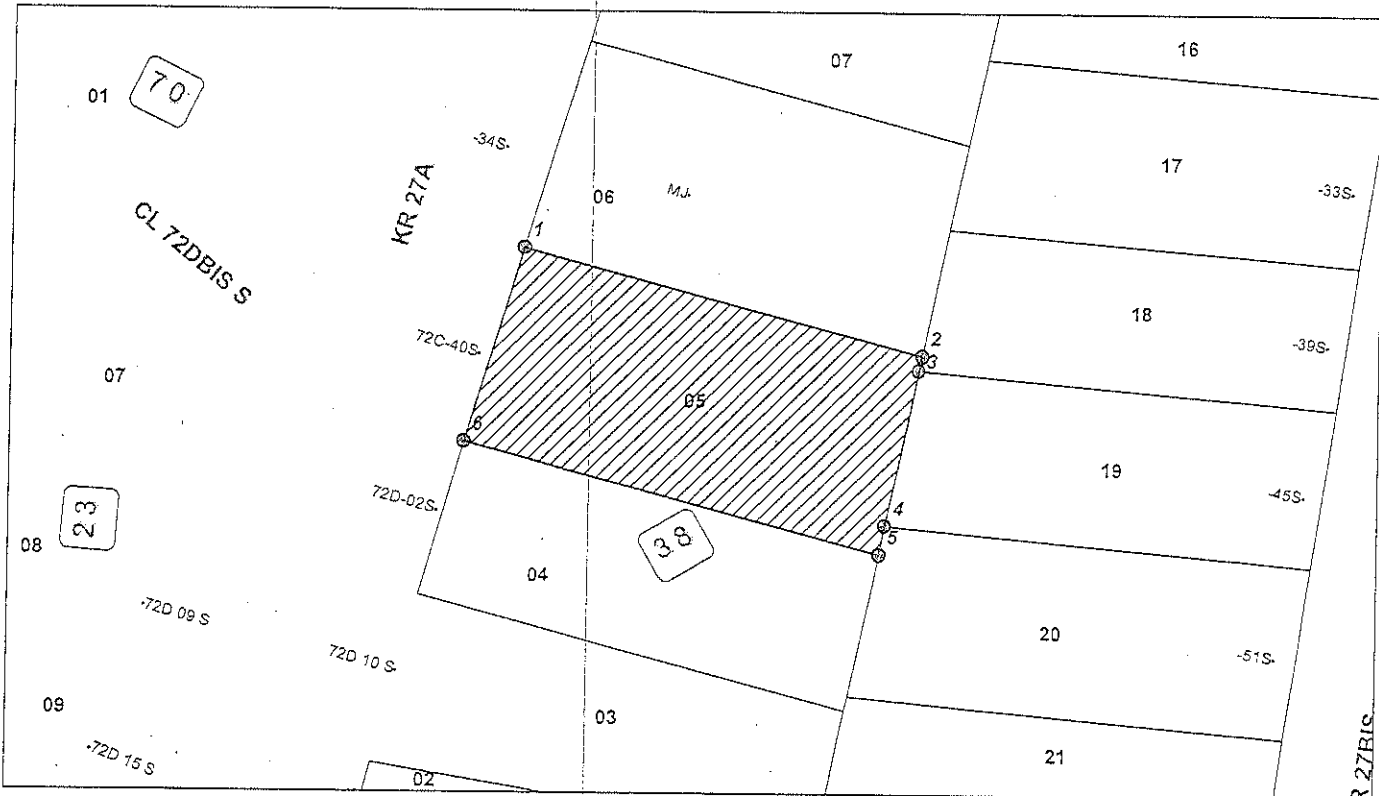 07
16
01
70
-34S-
KR 27A
17
-33S-
06
MJ-
CL 72DBIS S
1
18
-39S-
2
3
72C-40S-
07
05
6
19
-45S-
72D-02S-
23
4
5
38
08
04
-72D 09 S
20
-51S-
72D 10 S-
09
03
21
-72D 15 S
02
R 27BIS